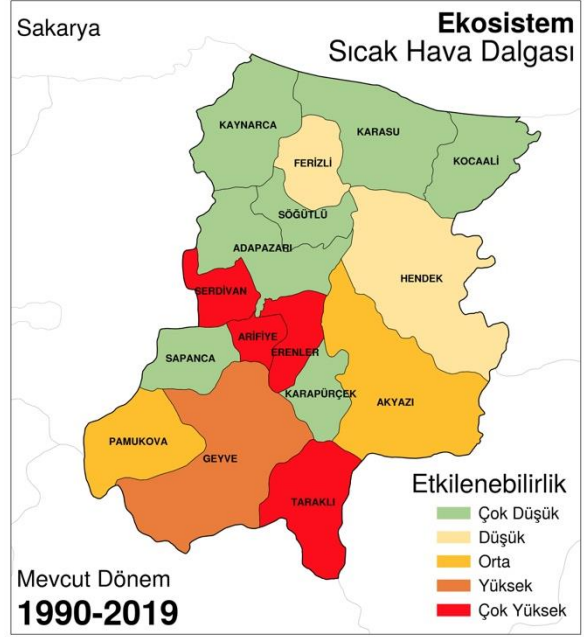 Sakarya
Ekosistem
Sıcak Hava Dalgası
KAYNARCA
KARASU
KOCAALİ
FERİZLİ
SÖĞÜTLÜ
ADAPAZARI
HENDEK
SERDİVAN
ARİFİYE
ERENLER
SAPANCA
KARAPÜRÇEK
AKYAZI
PAMUKOVA
GEYVE
TARAKLI
Etkilenebilirlik
Çok Düşük
Düşük
Orta
Yüksek
Çok Yüksek
Mevcut Dönem
1990-2019